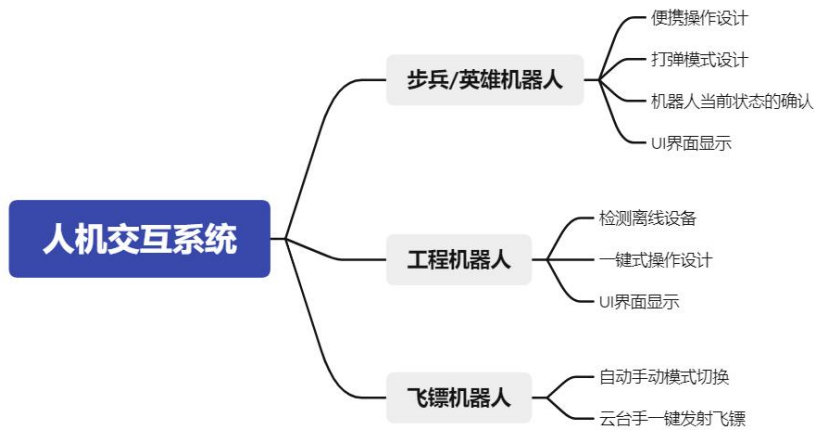 人机交互系统
步兵/英雄机器人
便携操作设计
打弹模式设计
机器人当前状态的确认
UI界面显示
工程机器人
检测离线设备
一键式操作设计
UI界面显示
飞镖机器人
自动手动模式切换
云台手一键发射飞镖